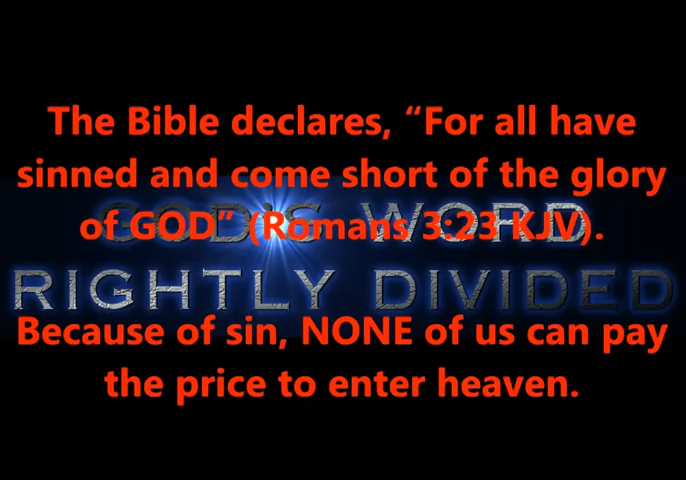 The Bible declares, “For all have
sinned and come short of the glory
of GOD” (Romans 3:23 KJV).
GOD'S WORD
RIGHTLY DIVIDED
Because of sin, NONE of us can pay
the price to enter heaven.